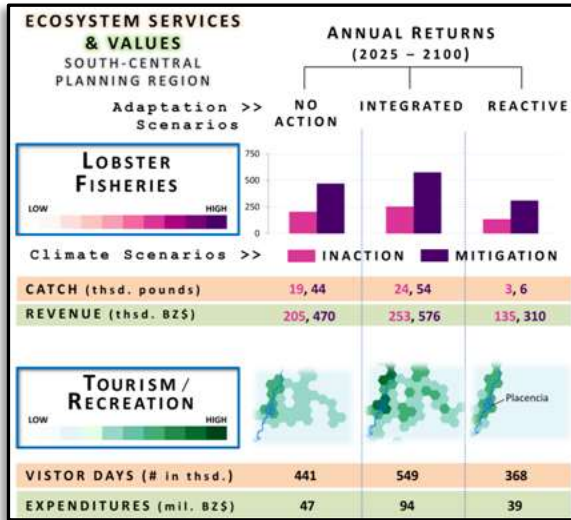 ECOSYSTEM SERVICES
& VALUES
SOUTH-CENTRAL
PLANNING REGION
ANNUAL RETURNS
(2025 – 2100)
Adaptation >>
Scenarios
NO
ACTION
INTEGRATED
REACTIVE
LOBSTER
FISHERIES
LOW
HIGH
750
500
250
0
Climate Scenarios >>
INACTION
MITIGATION
CATCH (thsd. pounds)
19, 44
24, 54
3, 6
REVENUE (thsd. BZ$)
205, 470
253, 576
135, 310
TOURISM/
RECREATION
LOW
HIGH
Placencia
VISTOR DAYS (# in thsd.)
441
549
368
EXPENDITURES (mil. BZ$)
47
94
39